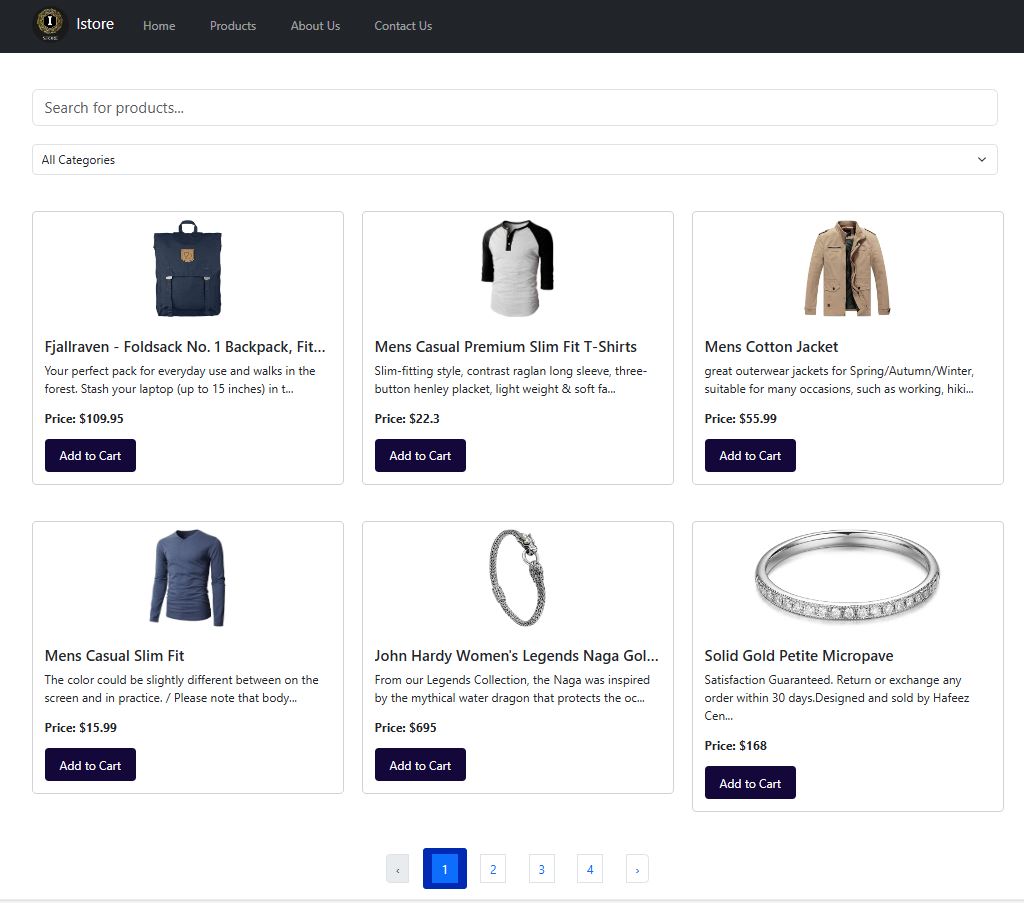 I
STORE
Istore
Home
Products
About Us
Contact Us
Search for products...
All Categories
Fjallraven - Foldsack No. 1 Backpack, Fit...
Your perfect pack for everyday use and walks in the
forest. Stash your laptop (up to 15 inches) in t...
Price: $109.95
Add to Cart
Mens Casual Premium Slim Fit T-Shirts
Slim-fitting style, contrast raglan long sleeve, three-
button henley placket, light weight & soft fa...
Price: $22.3
Add to Cart
Mens Cotton Jacket
great outerwear jackets for Spring/Autumn/Winter,
suitable for many occasions, such as working, hiki...
Price: $55.99
Add to Cart
Mens Casual Slim Fit
The color could be slightly different between on the
screen and in practice. / Please note that body...
Price: $15.99
Add to Cart
John Hardy Women's Legends Naga Gol...
From our Legends Collection, the Naga was inspired
by the mythical water dragon that protects the oc...
Price: $695
Add to Cart
Solid Gold Petite Micropave
Satisfaction Guaranteed. Return or exchange any
order within 30 days.Designed and sold by Hafeez
Cen...
Price: $168
Add to Cart
‹ 1 2 3 4 ›